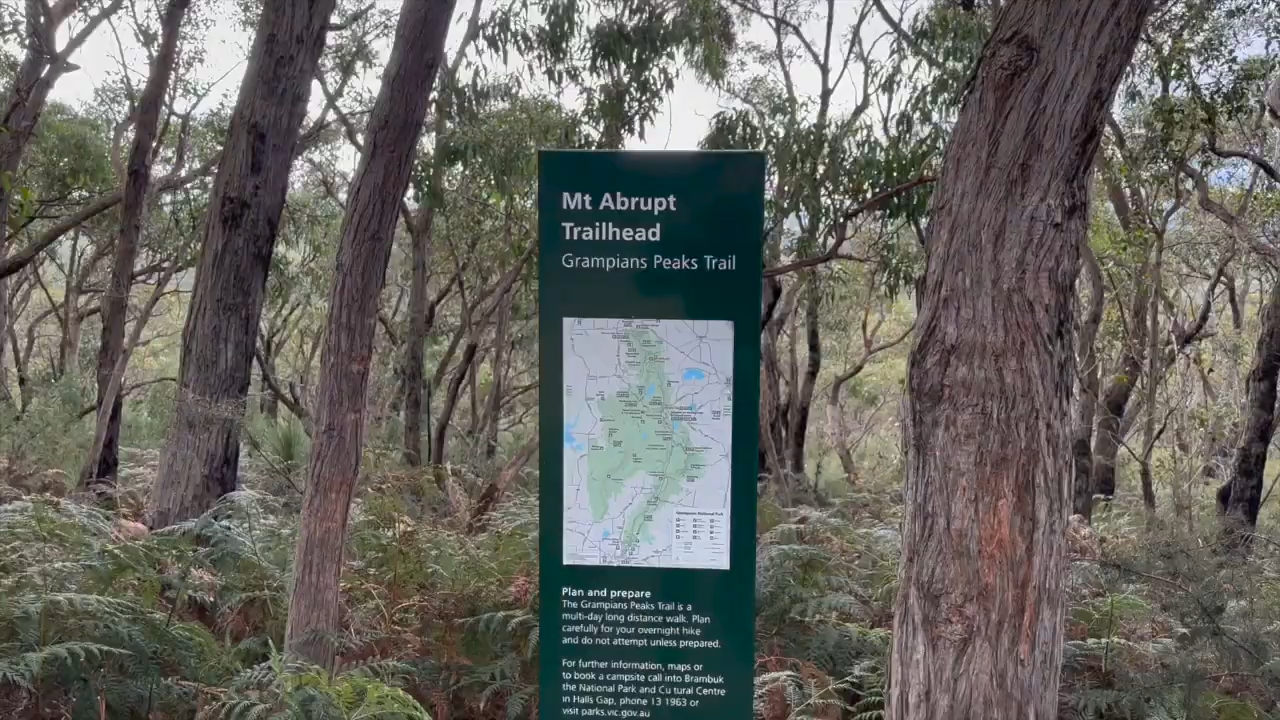 Mt Abrupt
Trailhead
Grampians Peaks Trail
Grampians National Park
Plan and prepare
The Grampians Peaks Trail is a
multi-day long distance walk. Plan
carefully for your overnight hike
and do not attempt unless prepared.
For further information, maps or
to book a campsite call into Brambuk
the National Park and Cu tural Centre
in Halls Gap, phone 13 1963 or
visit parks.vic.gov.au